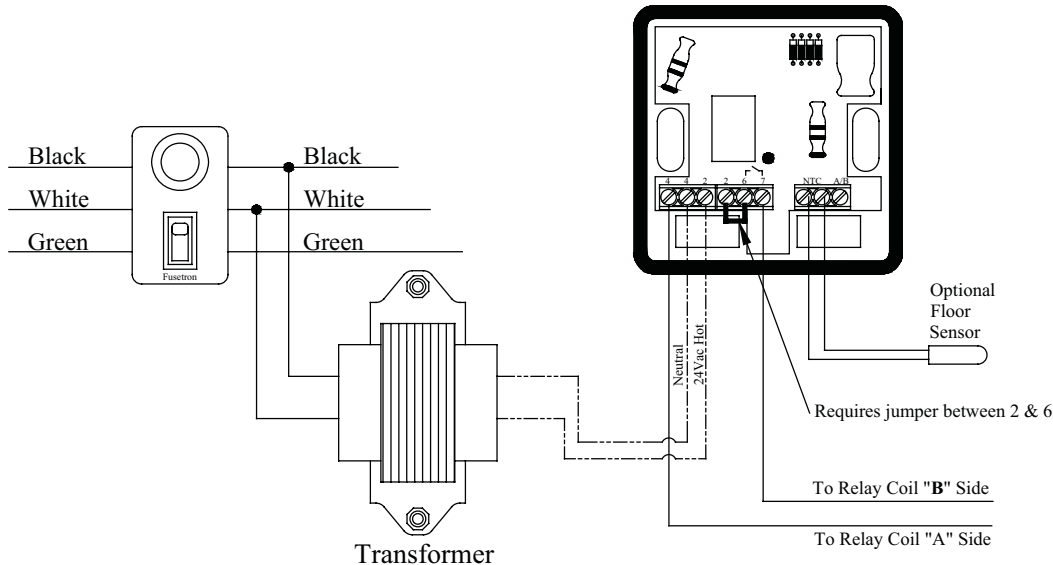 Black
Black
White
White
Green
Green
Fusetron
4 4 2 2 6 7
NTC A/B
Neutral
24Vac Hot
Optional
Floor
Sensor
Requires jumper between 2 & 6
To Relay Coil "B" Side
To Relay Coil "A" Side
Transformer